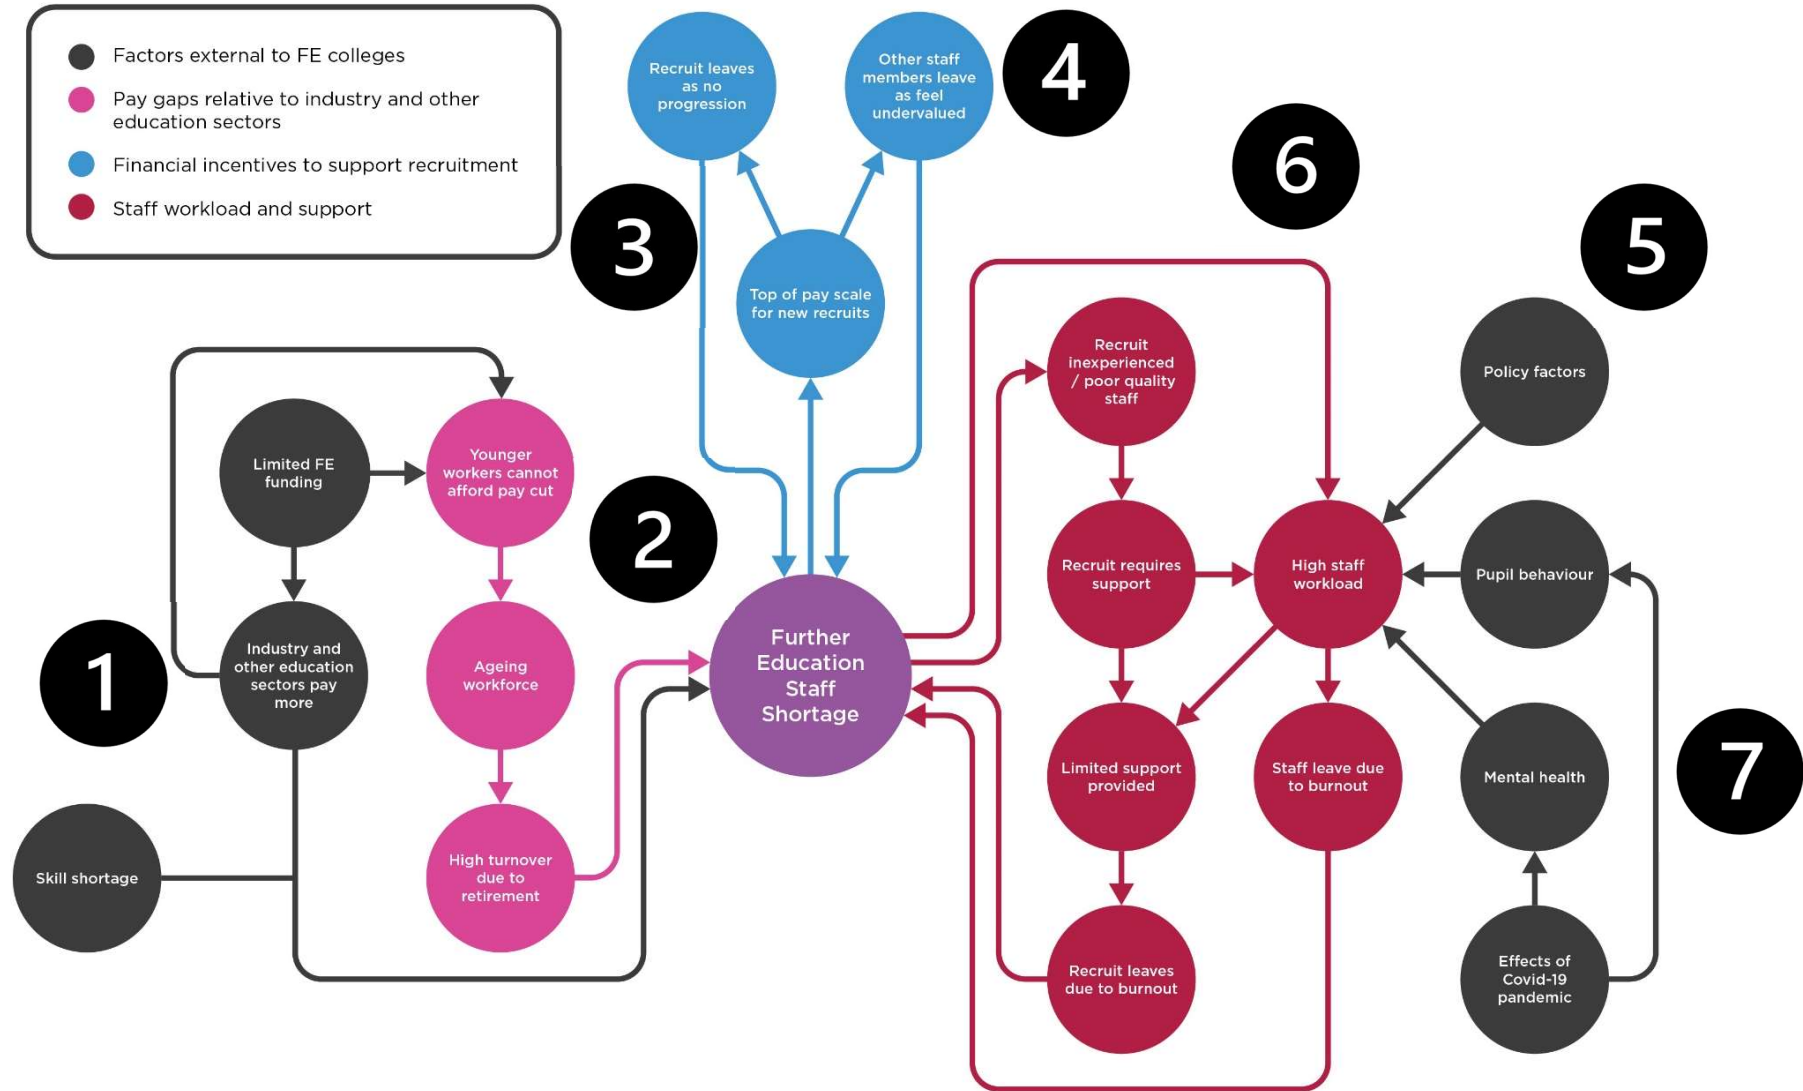 Factors external to FE colleges
Pay gaps relative to industry and other
education sectors
Financial incentives to support recruitment
Staff workload and support
Recruit leaves
as no
progression
Other staff
members leave
as feel
undervalued
4
6
3
5
Top of pay scale
for new recruits
Recruit
inexperienced
/ poor quality
staff
Policy factors
Limited FE
funding
Younger
workers cannot
afford pay cut
2
Recruit requires
support
High staff
workload
Pupil behaviour
1
Industry and
other education
sectors pay
more
Ageing
workforce
Further
Education
Staff
Shortage
Limited support
provided
Staff leave due
to burnout
Mental health
7
Skill shortage
High turnover
due to
retirement
Recruit leaves
due to burnout
Effects of
Covid-19
pandemic